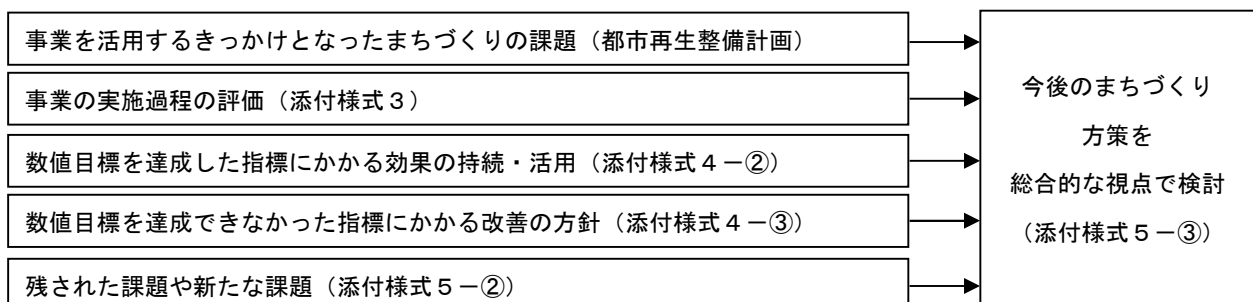 事業を活用するきっかけとなったまちづくりの課題（都市再生整備計画）
事業の実施過程の評価（添付様式３）
数値目標を達成した指標にかかる効果の持続・活用（添付様式４－②）
数値目標を達成できなかった指標にかかる改善の方針（添付様式４－③）
残された課題や新たな課題（添付様式５－②）
今後のまちづくり
方策を
総合的な視点で検討
（添付様式５－③）